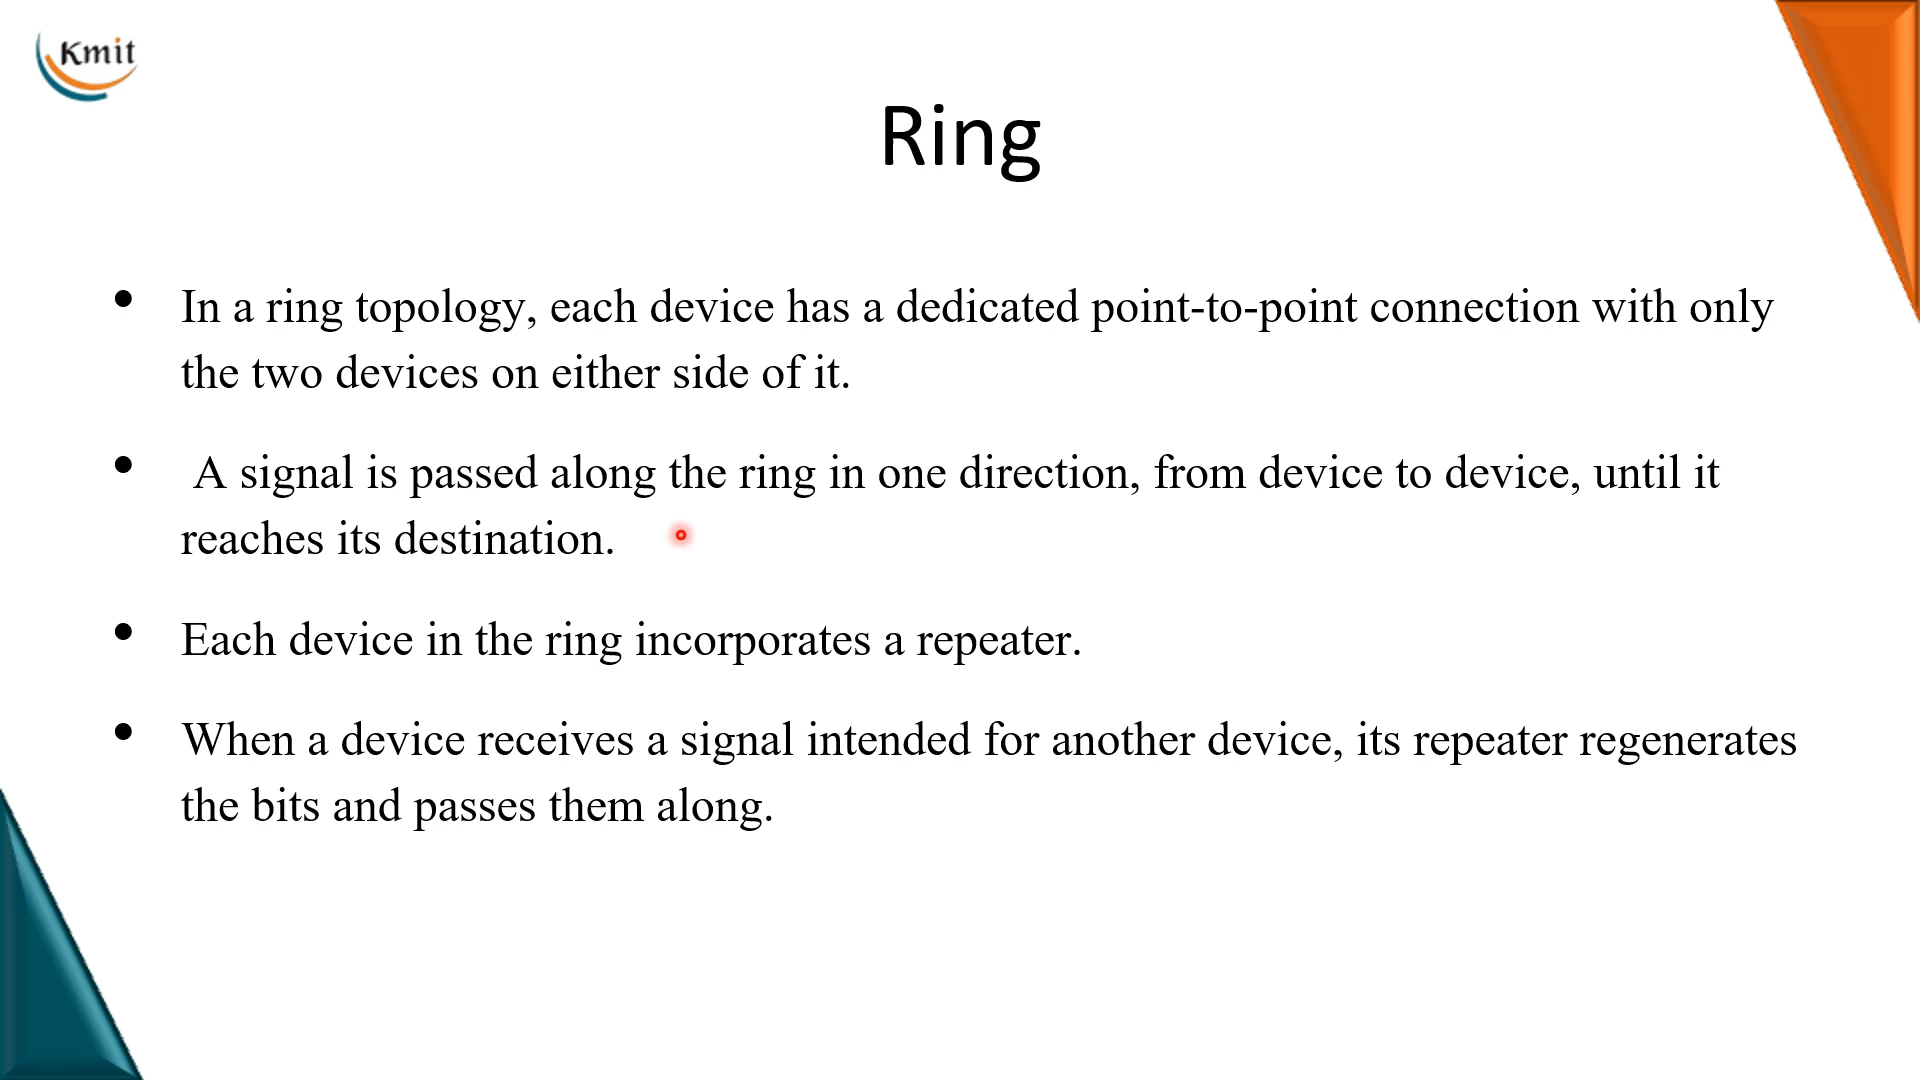 Kmit
Ring
• In a ring topology, each device has a dedicated point-to-point connection with only
the two devices on either side of it.
• A signal is passed along the ring in one direction, from device to device, until it
reaches its destination.
• Each device in the ring incorporates a repeater.
• When a device receives a signal intended for another device, its repeater regenerates
the bits and passes them along.